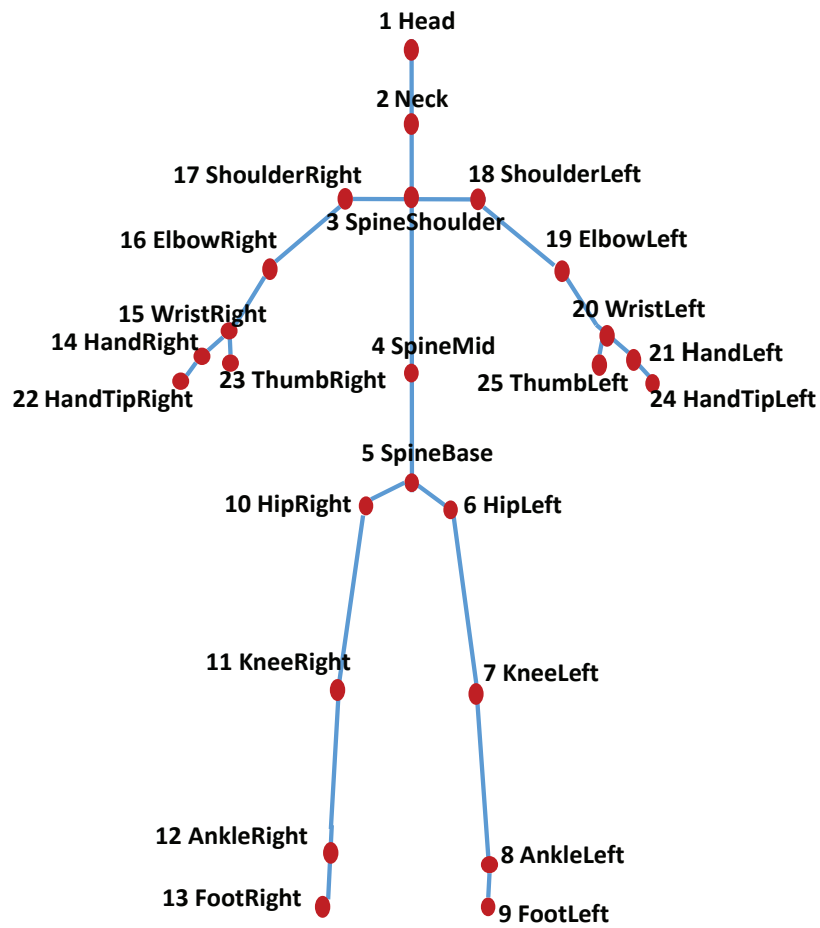 1 Head
2 Neck
17 ShoulderRight
18 ShoulderLeft
3 SpineShoulder
16 ElbowRight
19 ElbowLeft
15 WristRight
20 WristLeft
14 HandRight
4 SpineMid
21 HandLeft
23 ThumbRight
25 ThumbLeft
22 HandTipRight
24 HandTipLeft
5 SpineBase
10 HipRight
6 HipLeft
11 KneeRight
7 KneeLeft
12 AnkleRight
8 AnkleLeft
13 FootRight
9 FootLeft